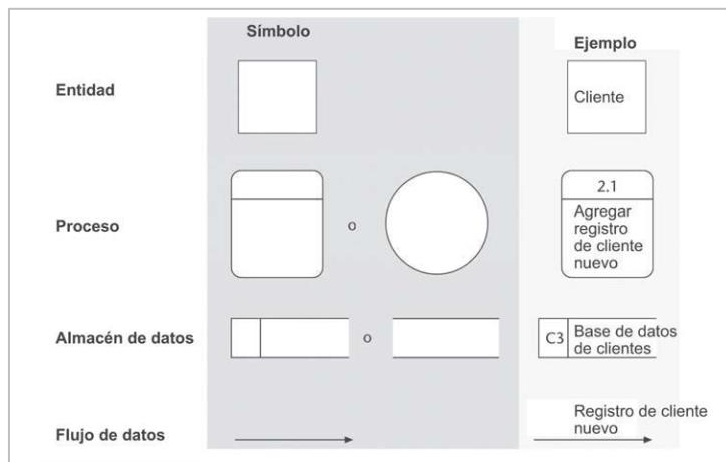 Símbolo
Ejemplo
Entidad
Cliente
Proceso
o
2.1
Agregar
registro
de cliente
nuevo
Almacén de datos
o
C3
Base de datos
de clientes
Flujo de datos
Registro de cliente
nuevo